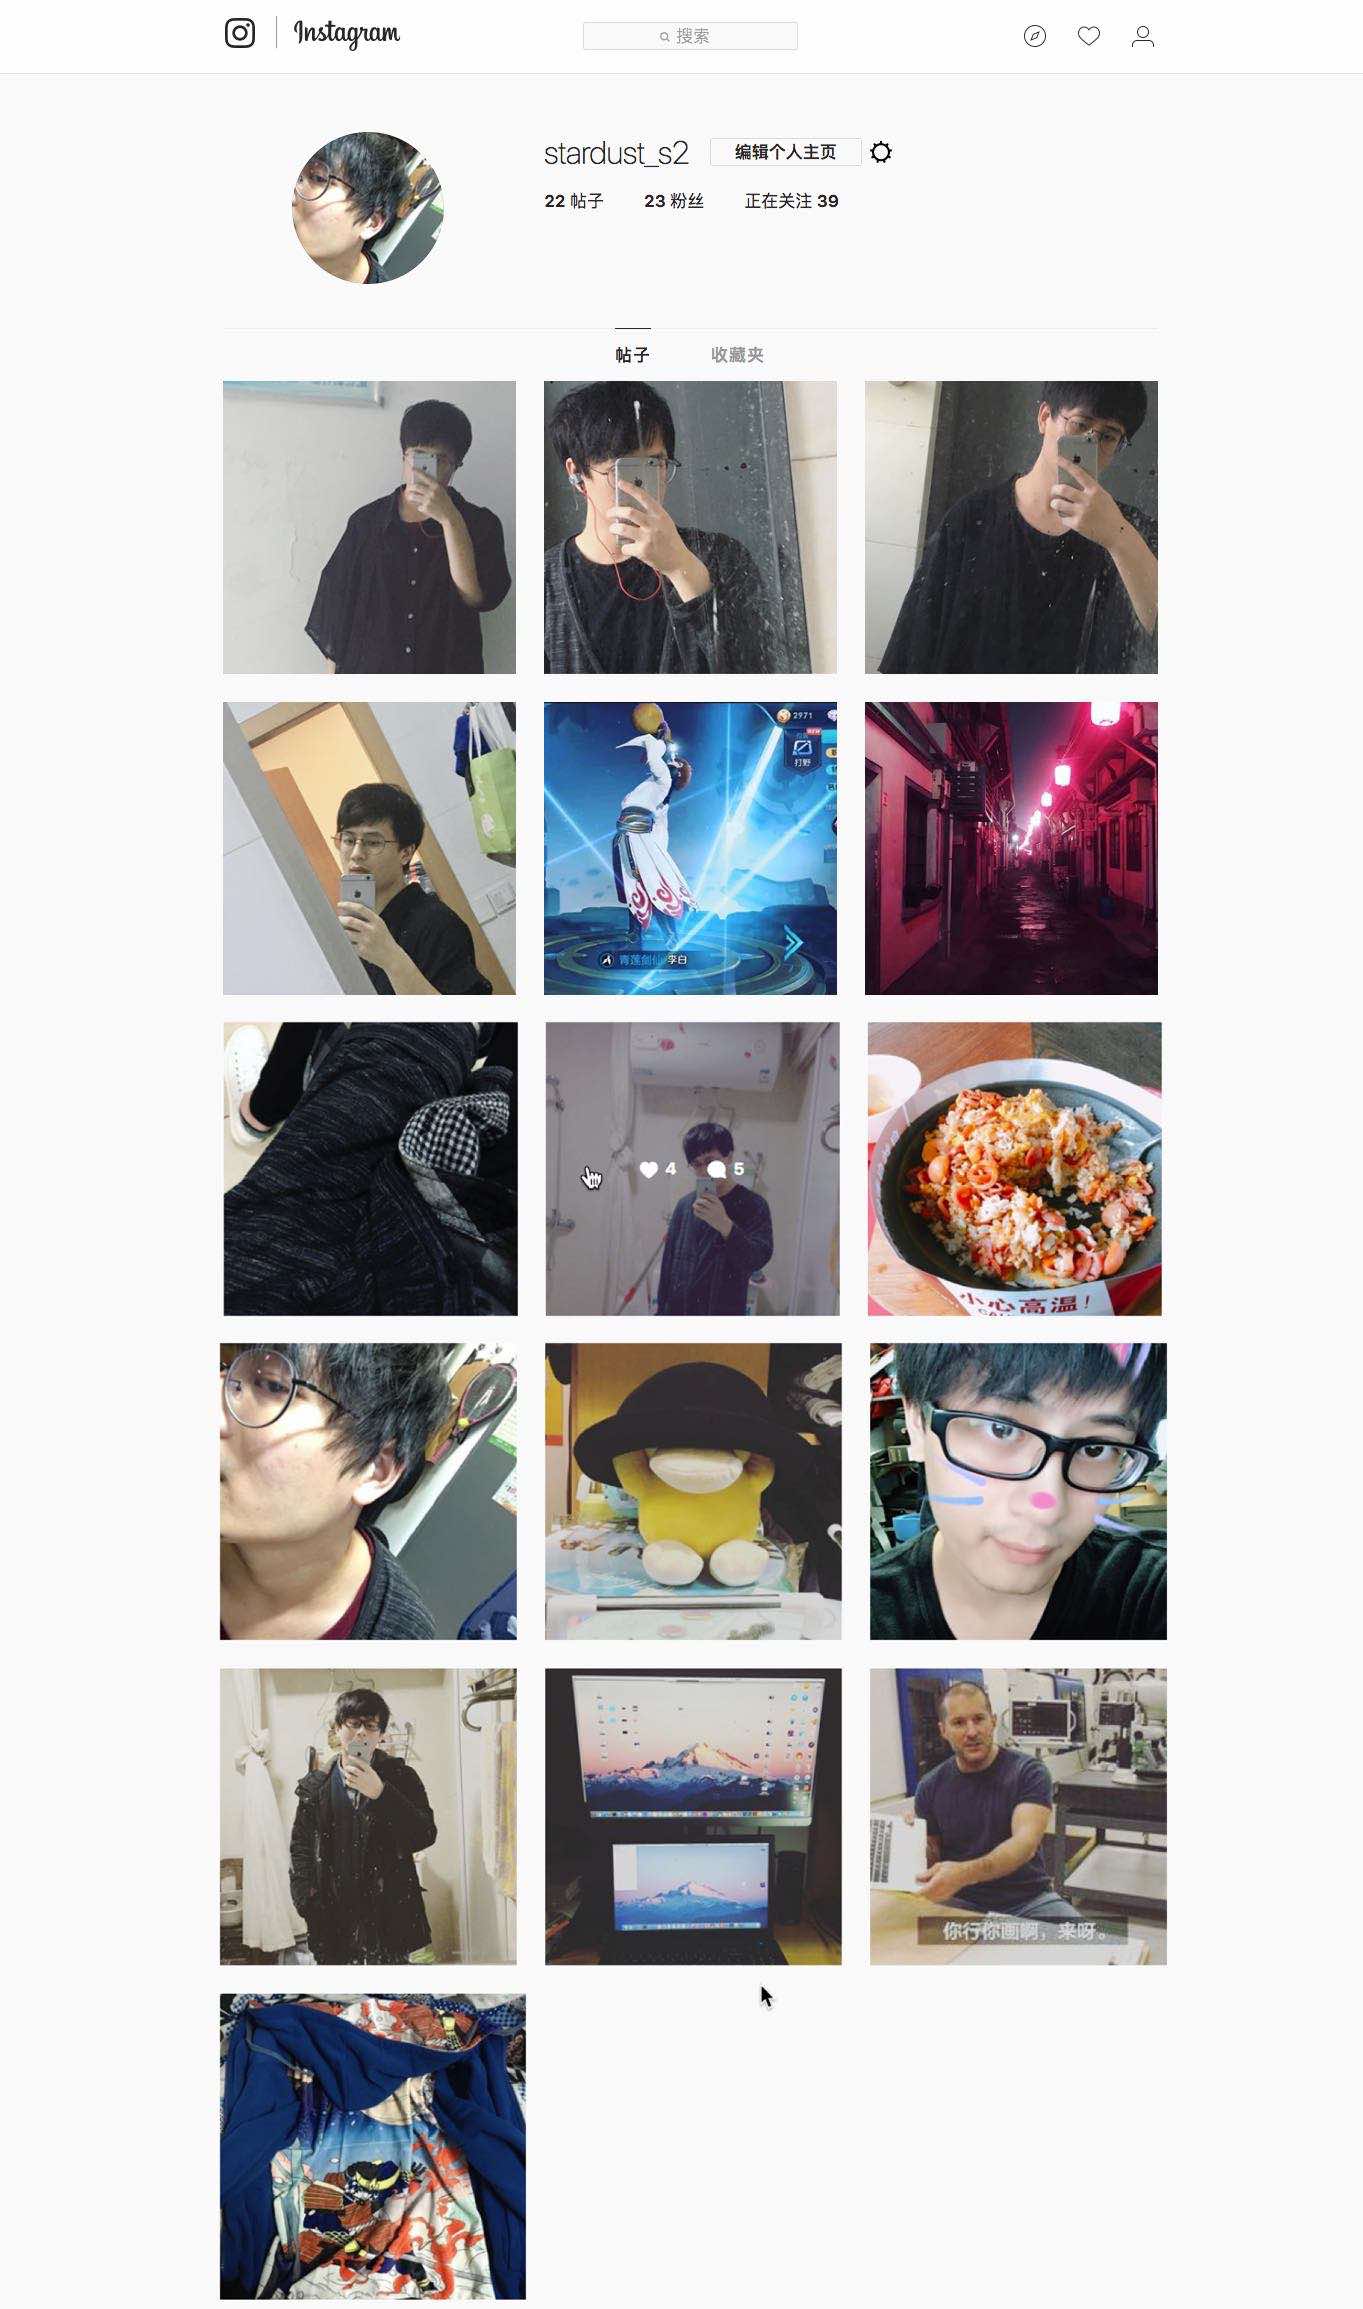 Instagram
搜索
stardust_s2 编辑个人主页
22 帖子 23 粉丝 正在关注 39
帖子 收藏夹
2971
打野
青莲剑仙 李白
4 5
小心高温!
你行你画啊，来呀。